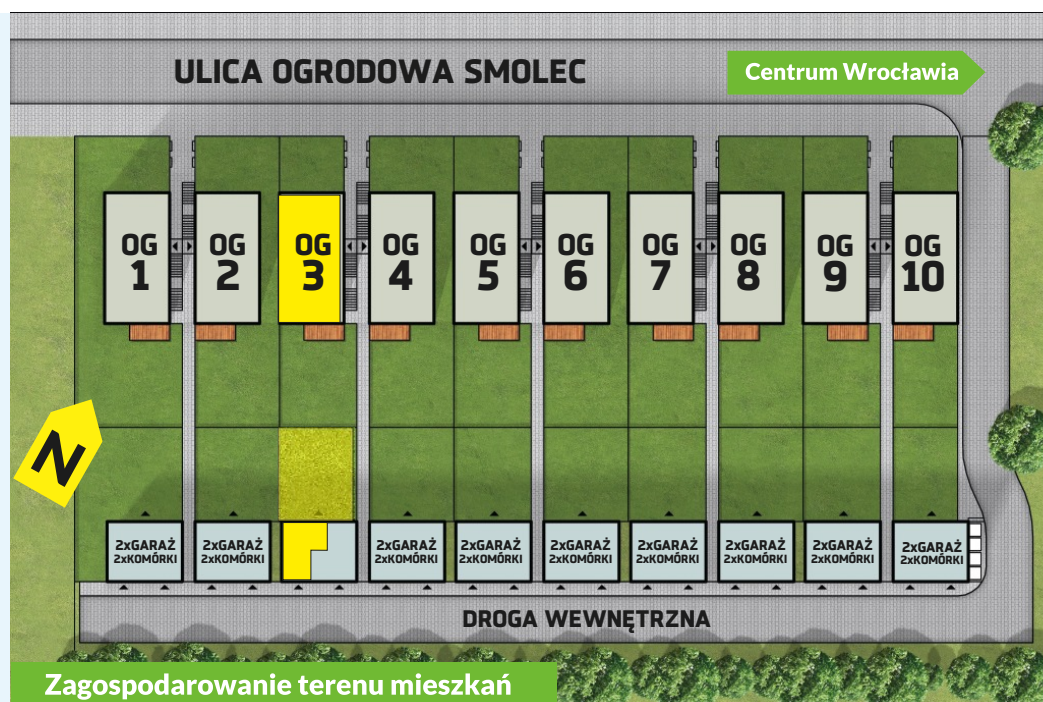 ULICA OGRODOWA SMOLEC
Centrum Wrocławia
OG
1
OG
2
OG
3
OG
4
OG
5
OG
6
OG
7
OG
8
OG
9
OG
10
N
2xGARAŻ
2xKOMÓRKI
2xGARAŻ
2xKOMÓRKI
2xGARAŻ
2xKOMÓRKI
2xGARAŻ
2xKOMÓRKI
2xGARAŻ
2xKOMÓRKI
2xGARAŻ
2xKOMÓRKI
2xGARAŻ
2xKOMÓRKI
2xGARAŻ
2xKOMÓRKI
2xGARAŻ
2xKOMÓRKI
DROGA WEWNĘTRZNA
Zagospodarowanie terenu mieszkań